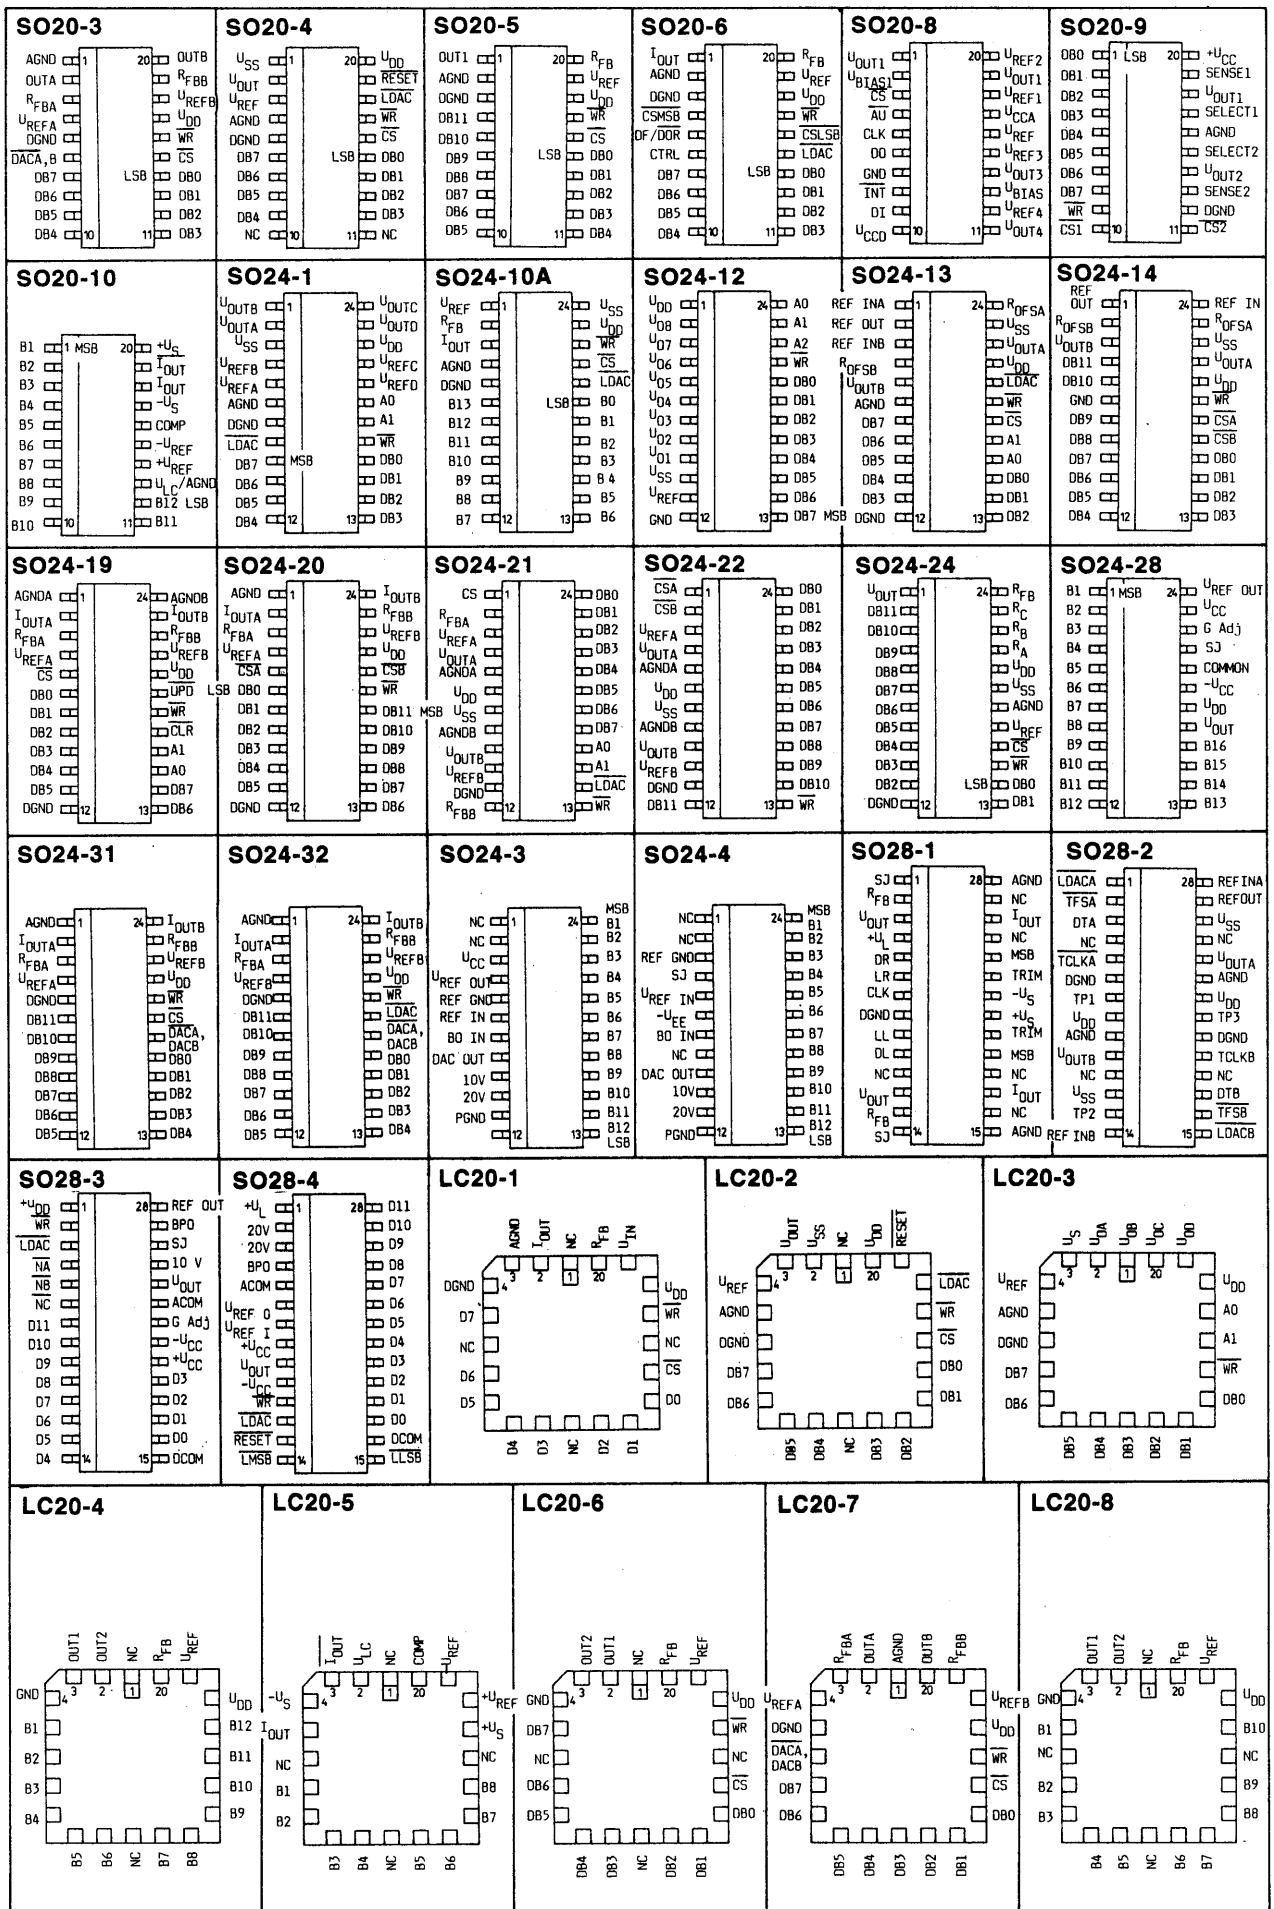 SO20-3
AGND 1 20 OUTB
OUTA RFBB
RFBA UREFB
UREFA UDD
DGND WR
DACA,B CS
DB7 LSB DB0
DB6 DB1
DB5 DB2
DB4 10 11 DB3
SO20-4
USS 1 20 UDD
UOUT RESET
UREF LDAC
AGND WR
DGND CS
DB7 LSB DB0
DB6 DB1
DB5 DB2
DB4 DB3
NC 10 11 NC
SO20-5
OUT1 1 20 RFB
AGND UREF
DGND UDD
DB11 WR
DB10 CS
DB9 LSB DB0
DB8 DB1
DB7 DB2
DB6 DB3
DB5 10 11 DB4
SO20-6
IOUT 1 20 RFB
AGND UREF
DGND UDD
CSMSB WR
DF/DOR CSLSB
CTRL LDAC
DB7 LSB DB0
DB6 DB1
DB5 DB2
DB4 10 11 DB3
SO20-8
UOUT1 1 20 UREF2
UBIAS1 UOUT1
CS UREF1
AU UCCA
CLK UREF
DO UREF3
GND UOUT3
INT UBIAS
DI UREF4
UCCD 10 11 UOUT4
SO20-9
DB0 1 LSB 20 +UCC
DB1 SENSE1
DB2 UOUT1
DB3 SELECT1
DB4 AGND
DB5 SELECT2
DB6 UOUT2
DB7 SENSE2
WR DGND
CS1 10 11 CS2
SO20-10
B1 1 MSB 20 +US
B2 IOUT
B3 IOUT
B4 -US
B5 COMP
B6 -UREF
B7 +UREF
B8 ULC/AGND
B9 B12 LSB
B10 10 11 B11
SO24-1
UOUTB 1 24 UOUTC
UOUTA UOUTD
USS UDD
UREFB UREFC
UREFA UREFD
AGND A0
DGND A1
LDAC WR
DB7 MSB DB0
DB6 DB1
DB5 DB2
DB4 12 13 DB3
SO24-10A
UREF 1 24 USS
RFB UDD
IOUT WR
AGND CS
DGND LDAC
B13 LSB B0
B12 B1
B11 B2
B10 B3
B9 B4
B8 B5
B7 12 13 B6
SO24-12
UDD 1 24 A0
UO8 A1
UO7 A2
UO6 WR
UO5 DB0
UO4 DB1
UO3 DB2
UO2 DB3
UO1 DB4
USS DB5
UREF DB6
GND 12 13 DB7 MSB
SO24-13
REF INA 1 24 ROFSA
REF OUT USS
REF INB UOUTA
ROFSB UDD
UOUTB LDAC
AGND WR
DB7 CS
DB6 A1
DB5 A0
DB4 DB0
DB3 DB1
DGND 12 13 DB2
SO24-14
REF OUT 1 24 REF IN
ROFSB ROFSA
UOUTB USS
DB11 UOUTA
DB10 UDD
GND WR
DB9 CSA
DB8 CSB
DB7 DB0
DB6 DB1
DB5 DB2
DB4 12 13 DB3
SO24-19
AGNDA 1 24 AGNDB
IOUTA IOUTB
RFBA RFBB
UREFA UREFB
CS UDD
DB0 UPD
DB1 WR
DB2 CLR
DB3 A1
DB4 A0
DB5 DB7
DGND 12 13 DB6
SO24-20
AGND 1 24 IOUTB
IOUTA RFBB
RFBA UREFB
UREFA UDD
CSA CSB
LSB DB0 WR
DB1 DB11 MSB
DB2 DB10
DB3 DB9
DB4 DB8
DB5 DB7
DGND 12 13 DB6
SO24-21
CS 1 24 DB0
RFBA DB1
UREFA DB2
UOUTA DB3
AGNDA DB4
UDD DB5
USS DB6
AGNDB DB7
UOUTB A0
UREFB A1
DGND LDAC
RFBB 12 13 WR
SO24-22
CSA 1 24 DB0
CSB DB1
UREFA DB2
UOUTA DB3
AGNDA DB4
UDD DB5
USS DB6
AGNDB DB7
UOUTB DB8
UREFB DB9
DGND DB10
DB11 12 13 WR
SO24-24
UOUT 1 24 RFB
DB11 RC
DB10 RB
DB9 RA
DB8 UDD
DB7 USS
DB6 AGND
DB5 UREF
DB4 CS
DB3 WR
DB2 LSB DB0
DGND 12 13 DB1
SO24-28
B1 1 MSB 24 UREF OUT
B2 UCC
B3 G Adj
B4 SJ
B5 COMMON
B6 -UCC
B7 UDD
B8 UOUT
B9 B16
B10 B15
B11 B14
B12 12 13 B13
SO24-31
AGND 1 24 IOUTB
IOUTA RFBB
RFBA UREFB
UREFA UDD
DGND WR
DB11 CS
DB10 DACA, DACB
DB9 DB0
DB8 DB1
DB7 DB2
DB6 DB3
DB5 12 13 DB4
SO24-32
AGND 1 24 IOUTB
IOUTA RFBB
RFBA UREFB
UREFB UDD
DGND WR
DB11 LDAC
DB10 DACA, DACB
DB9 DB0
DB8 DB1
DB7 DB2
DB6 DB3
DB5 12 13 DB4
SO24-3
MSB
NC 1 24 B1
NC B2
UCC B3
UREF OUT B4
REF GND B5
REF IN B6
BO IN B7
DAC OUT B8
10V B9
20V B10
PGND B11
12 13 B12
LSB
SO24-4
MSB
NC 1 24 B1
NC B2
REF GND B3
SJ B4
UREF IN B5
-UEE B6
BO IN B7
NC B8
DAC OUT B9
10V B10
20V B11
PGND 12 13 B12
LSB
SO28-1
SJ 1 28 AGND
RFB NC
UOUT IOUT
+UL NC
DR MSB
LR TRIM
CLK -US
DGND +US
LL TRIM
DL MSB
NC NC
UOUT IOUT
RFB NC
SJ 14 15 AGND
SO28-2
LDACA 1 28 REFINA
TFSA REFOUT
DTA USS
NC NC
TCLKA UOUTA
DGND AGND
TP1 UDD
UDD TP3
AGND DGND
UOUTB TCLKB
NC NC
USS DTB
TP2 TFSB
REF INB 14 15 LDACB
SO28-3
+UDD 1 28 REF OUT
WR BPO
LDAC SJ
NA 10 V
NB UOUT
NC ACOM
D11 G Adj
D10 -UCC
D9 +UCC
D8 D3
D7 D2
D6 D1
D5 D0
D4 14 15 DCOM
SO28-4
+UL 1 28 D11
20V D10
20V D9
BPO D8
ACOM D7
UREF O D6
UREF I D5
+UCC D4
UOUT D3
-UCC D2
WR D1
LDAC D0
RESET DCOM
LMSB 14 15 LLSB
LC20-1
AGND IOUT NC RFB UIN
3 2 1 20
DGND UDD
D7 WR
NC NC
D6 CS
D5 D0
D4 D3 NC D2 D1
LC20-2
UOUT USS NC UDD RESET
3 2 1 20
UREF 4 LDAC
AGND WR
DGND CS
DB7 DB0
DB6 DB1
DB5 DB4 NC DB3 DB2
LC20-3
US UOA UOB UOC UOD
3 2 1 20
UREF 4 UDD
AGND A0
DGND A1
DB7 WR
DB6 DB0
DB5 DB4 DB3 DB2 DB1
LC20-4
OUT1 OUT2 NC RFB UREF
3 2 1 20
GND 4 UDD
B1 B12
B2 B11
B3 B10
B4 B9
B5 B6 NC B7 B8
LC20-5
IOUT ULC NC COMP -UREF
3 2 1 20
-US 4 +UREF
IOUT +US
NC NC
B1 B8
B2 B7
B3 B4 NC B5 B6
LC20-6
OUT2 OUT1 NC RFB UREF
3 2 1 20
GND 4 UDD
DB7 WR
NC NC
DB6 CS
DB5 DB0
DB4 DB3 NC DB2 DB1
LC20-7
RFBA OUTA AGND OUTB RFBB
3 2 1 20
UREFA 4 UREFB
DGND UDD
DACA, DACB WR
DB7 CS
DB6 DB0
DB5 DB4 DB3 DB2 DB1
LC20-8
OUT1 OUT2 NC RFB UREF
3 2 1 20
GND 4 UDD
B1 B10
NC NC
B2 B9
B3 B8
B4 B5 NC B6 B7